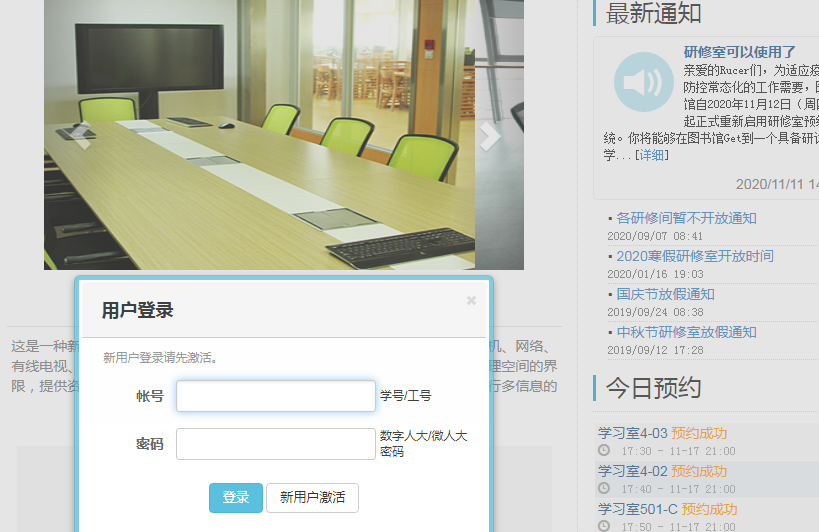 最新通知
研修室可以使用了
亲爱的Rucer们，为适应疫
防控常态化的工作需要，图
馆自2020年11月12日（周四
起正式重新启用研修室预约
统。你将能够在图书馆Get到一个具备研讨
学...[详细]
2020/11/11 14
各研修间暂不开放通知
2020/09/07 08:41
2020寒假研修室开放时间
2020/01/16 19:03
国庆节放假通知
2019/09/24 08:38
中秋节研修室放假通知
2019/09/12 17:28
今日预约
学习室4-03 预约成功
17:30 - 11-17 21:00
学习室4-02 预约成功
17:40 - 11-17 21:00
学习室501-C 预约成功
17:50 - 11-17 21:00
这是一种新
机、网络、
有线电视、
理空间的界
限，提供资
行多信息的
用户登录
×
新用户登录请先激活。
帐号
学号/工号
密码
数字人大/微人大
密码
登录
新用户激活